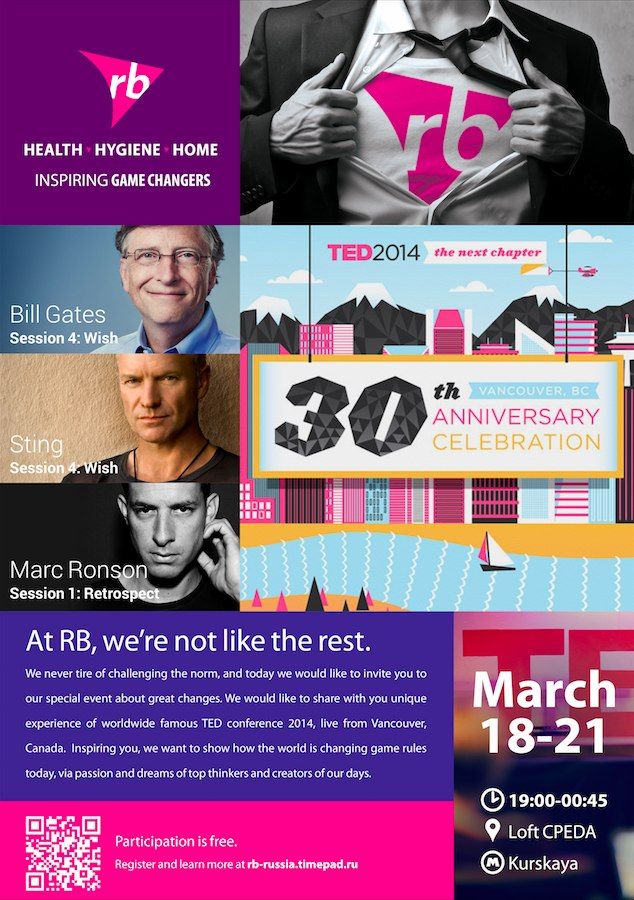 rb
HEALTH ▾ HYGIENE ▾ HOME
INSPIRING GAME CHANGERS
rb
Bill Gates
Session 4: Wish
Sting
Session 4: Wish
Marc Ronson
Session 1: Retrospect
TED2014 the next chapter
30th VANCOUVER, BC
ANNIVERSARY
CELEBRATION
At RB, we're not like the rest.
We never tire of challenging the norm, and today we would like to invite you to
our special event about great changes. We would like to share with you unique
experience of worldwide famous TED conference 2014, live from Vancouver,
Canada. Inspiring you, we want to show how the world is changing game rules
today, via passion and dreams of top thinkers and creators of our days.
Participation is free.
Register and learn more at rb-russia.timepad.ru
TE
March
18-21
19:00-00:45
Loft CPEDA
M Kurskaya